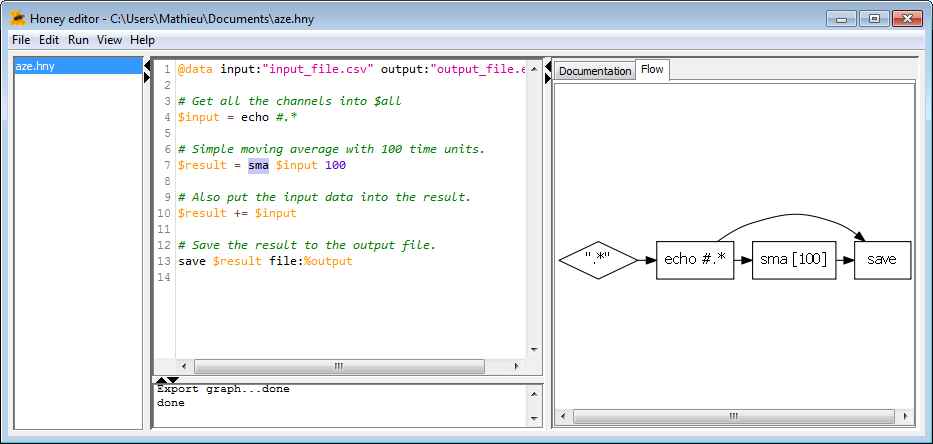 Honey editor - C:\Users\Mathieu\Documents\aze.hny
File Edit Run View Help
aze.hny
1 @data input:"input_file.csv" output:"output_file.e
2
3 # Get all the channels into $all
4 $input = echo #.*
5
6 # Simple moving average with 100 time units.
7 $result = sma $input 100
8
9 # Also put the input data into the result.
10 $result += $input
11
12 # Save the result to the output file.
13 save $result file:%output
14
Export graph...done
done
Documentation Flow
".*" echo #.* sma [100] save